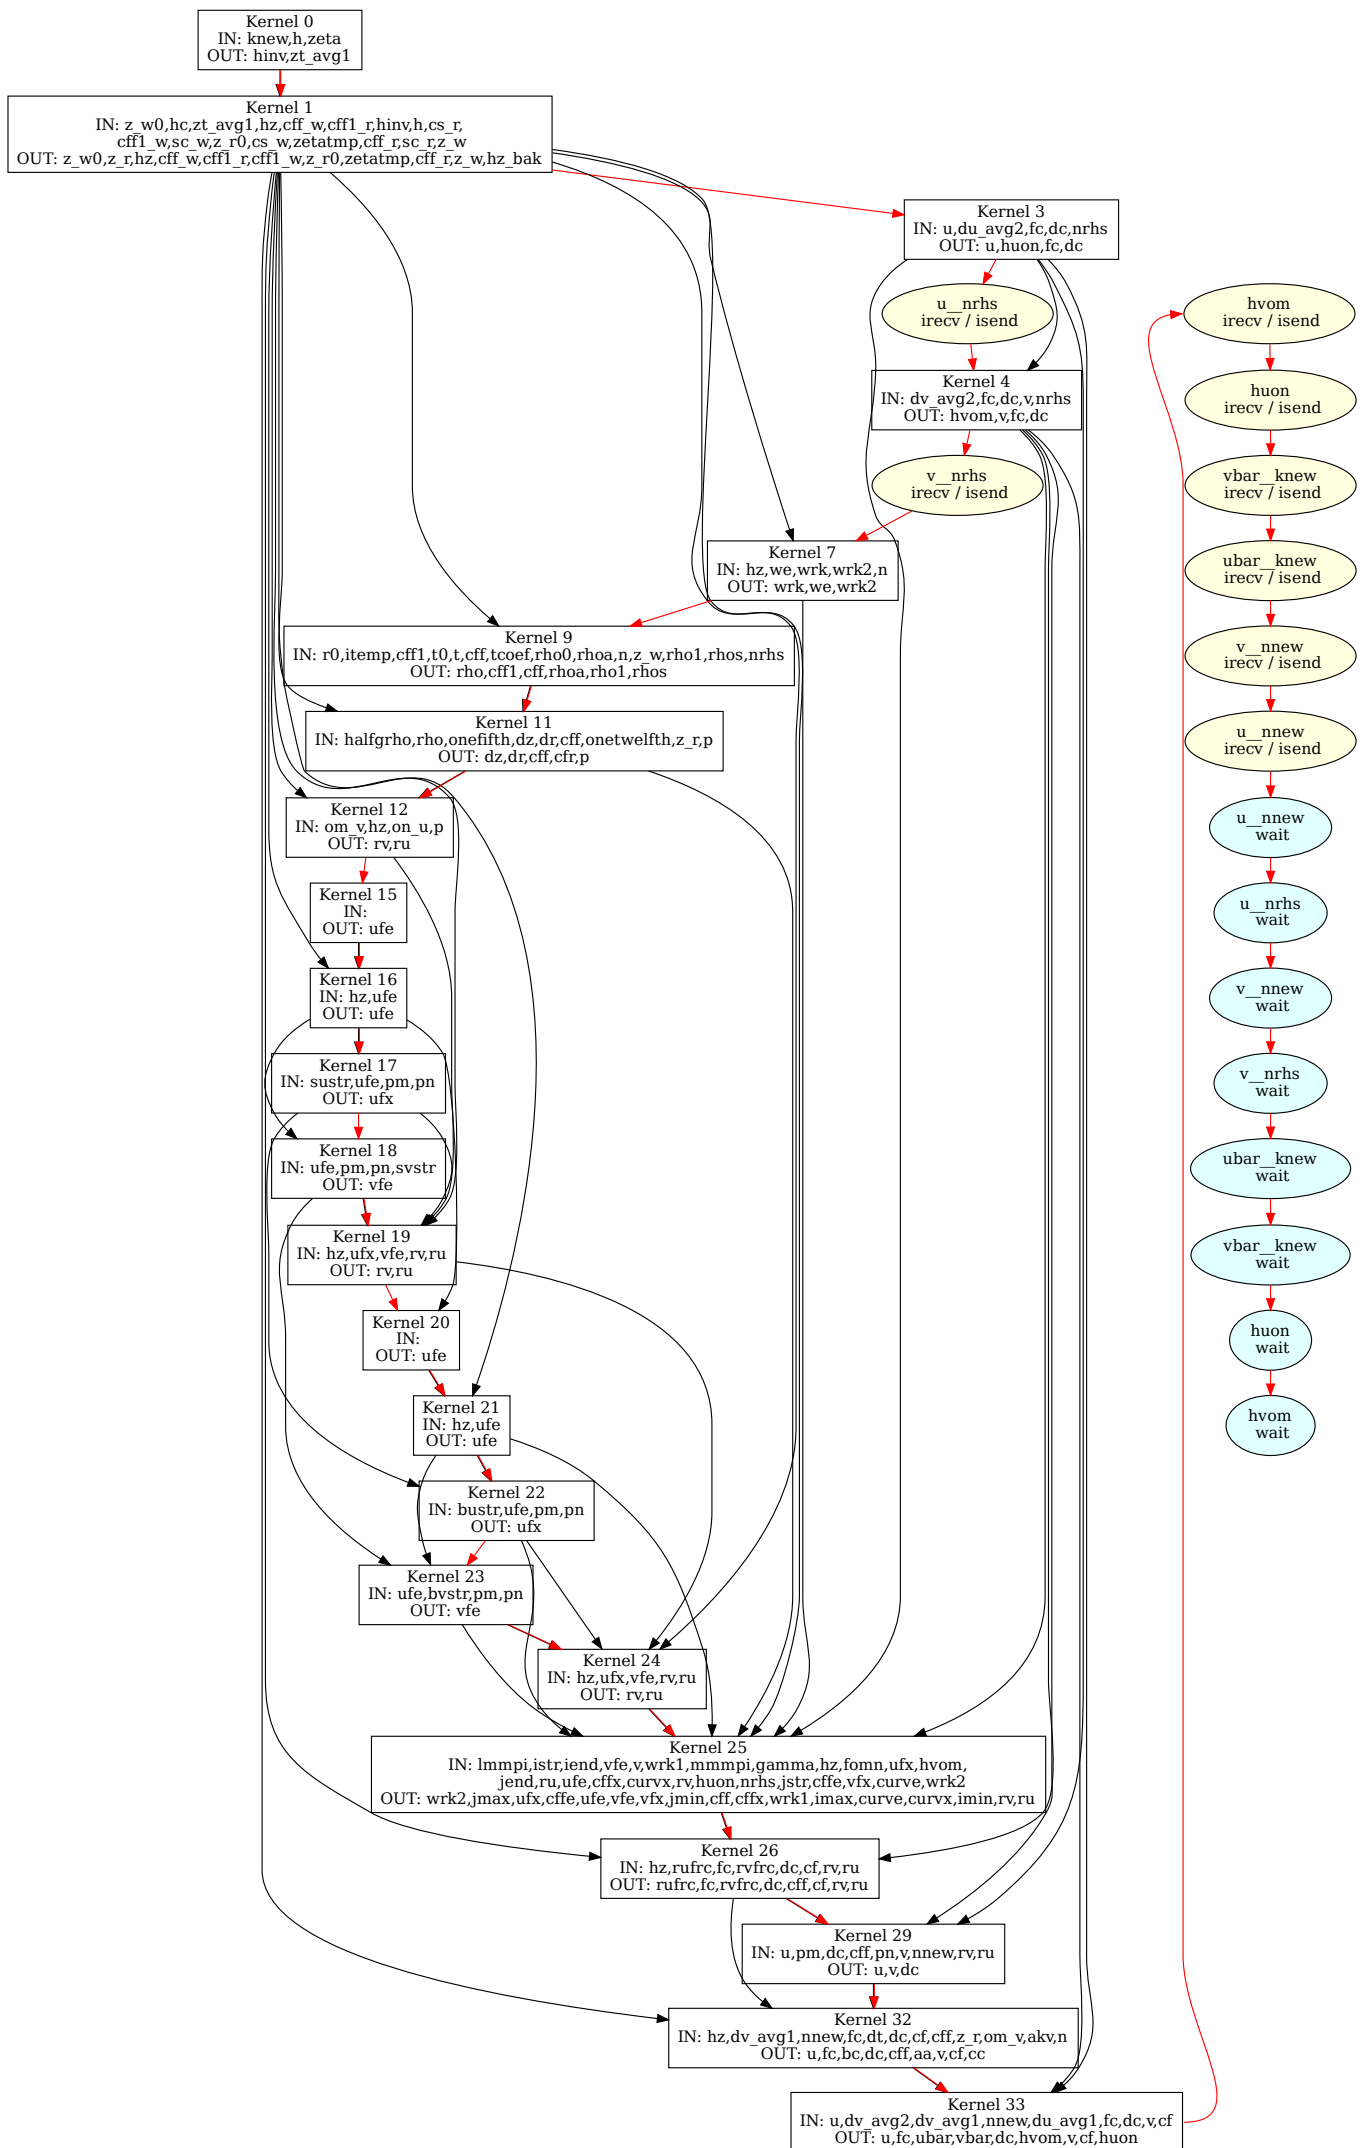 Kernel 0
IN: knew,h,zeta
OUT: hinv,zt_avg1
Kernel 1
IN: z_w0,hc,zt_avg1,hz,cff_w,cff1_r,hinv,h,cs_r,
cff1_w,sc_w,z_r0,cs_w,zetatmp,cff_r,sc_r,z_w
OUT: z_w0,z_r,hz,cff_w,cff1_r,cff1_w,z_r0,zetatmp,cff_r,z_w,hz_bak
Kernel 3
IN: u,du_avg2,fc,dc,nrhs
OUT: u,huon,fc,dc
u__nrhs
irecv / isend
Kernel 4
IN: dv_avg2,fc,dc,v,nrhs
OUT: hvom,v,fc,dc
v__nrhs
irecv / isend
Kernel 7
IN: hz,we,wrk,wrk2,n
OUT: wrk,we,wrk2
Kernel 9
IN: r0,itemp,cff1,t0,t,cff,tcoef,rho0,rhoa,n,z_w,rho1,rhos,nrhs
OUT: rho,cff1,cff,rhoa,rho1,rhos
Kernel 11
IN: halfgrho,rho,onefifth,dz,dr,cff,onetwelfth,z_r,p
OUT: dz,dr,cff,cfr,p
Kernel 12
IN: om_v,hz,on_u,p
OUT: rv,ru
Kernel 15
IN:
OUT: ufe
Kernel 16
IN: hz,ufe
OUT: ufe
Kernel 17
IN: sustr,ufe,pm,pn
OUT: ufx
Kernel 18
IN: ufe,pm,pn,svstr
OUT: vfe
Kernel 19
IN: hz,ufx,vfe,rv,ru
OUT: rv,ru
Kernel 20
IN:
OUT: ufe
Kernel 21
IN: hz,ufe
OUT: ufe
Kernel 22
IN: bustr,ufe,pm,pn
OUT: ufx
Kernel 23
IN: ufe,bvstr,pm,pn
OUT: vfe
Kernel 24
IN: hz,ufx,vfe,rv,ru
OUT: rv,ru
Kernel 25
IN: lmmpi,istr,iend,vfe,v,wrk1,mmmpi,gamma,hz,fomn,ufx,hvom,
jend,ru,ufe,cffx,curvx,rv,huon,nrhs,jstr,cffe,vfx,curve,wrk2
OUT: wrk2,jmax,ufx,cffe,ufe,vfe,vfx,jmin,cff,cffx,wrk1,imax,curve,curvx,imin,rv,ru
Kernel 26
IN: hz,rufrc,fc,rvfrc,dc,cf,rv,ru
OUT: rufrc,fc,rvfrc,dc,cff,cf,rv,ru
Kernel 29
IN: u,pm,dc,cff,pn,v,nnew,rv,ru
OUT: u,v,dc
Kernel 32
IN: hz,dv_avg1,nnew,fc,dt,dc,cf,cff,z_r,om_v,akv,n
OUT: u,fc,bc,dc,cff,aa,v,cf,cc
Kernel 33
IN: u,dv_avg2,dv_avg1,nnew,du_avg1,fc,dc,v,cf
OUT: u,fc,ubar,vbar,dc,hvom,v,cf,huon
hvom
irecv / isend
huon
irecv / isend
vbar__knew
irecv / isend
ubar__knew
irecv / isend
v__nnew
irecv / isend
u__nnew
irecv / isend
u__nnew
wait
u__nrhs
wait
v__nnew
wait
v__nrhs
wait
ubar__knew
wait
vbar__knew
wait
huon
wait
hvom
wait